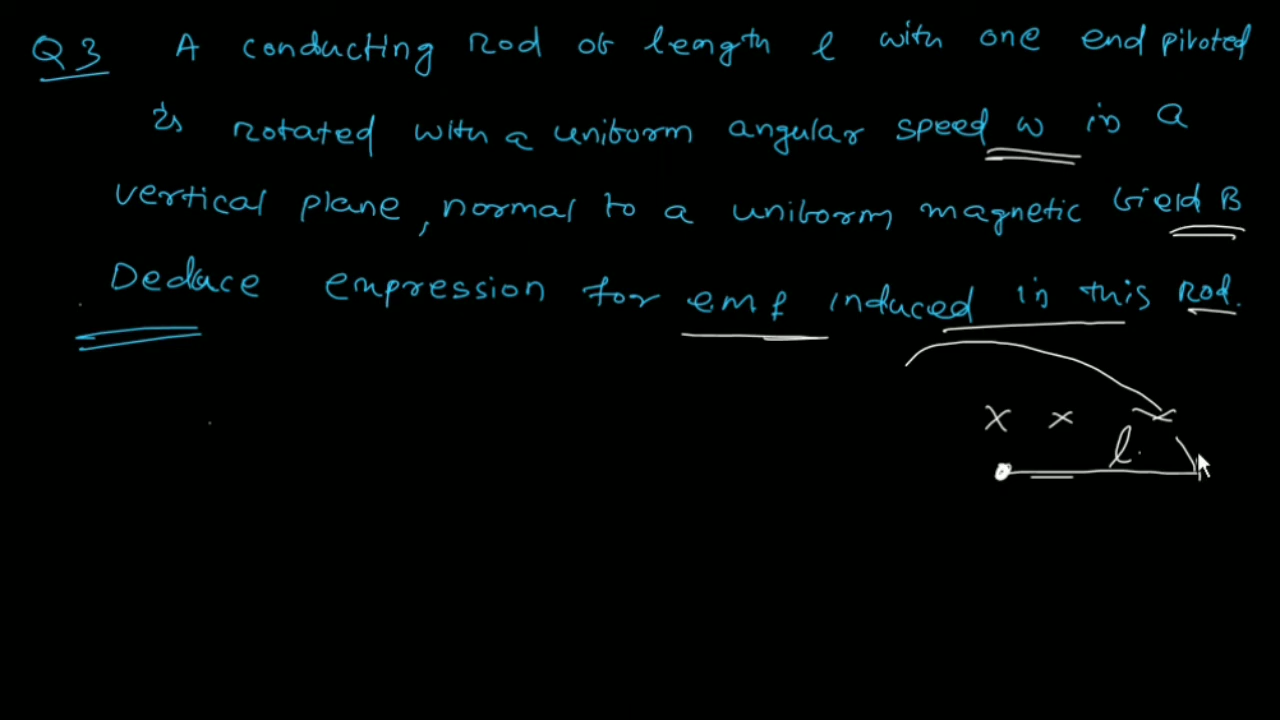 Q3 A conducting Rod of length l with one end pivoted
is rotated with a uniform angular speed ω in a
vertical plane, normal to a uniform magnetic field B
Deduce expression for emf induced in this Rod.
x x x
l